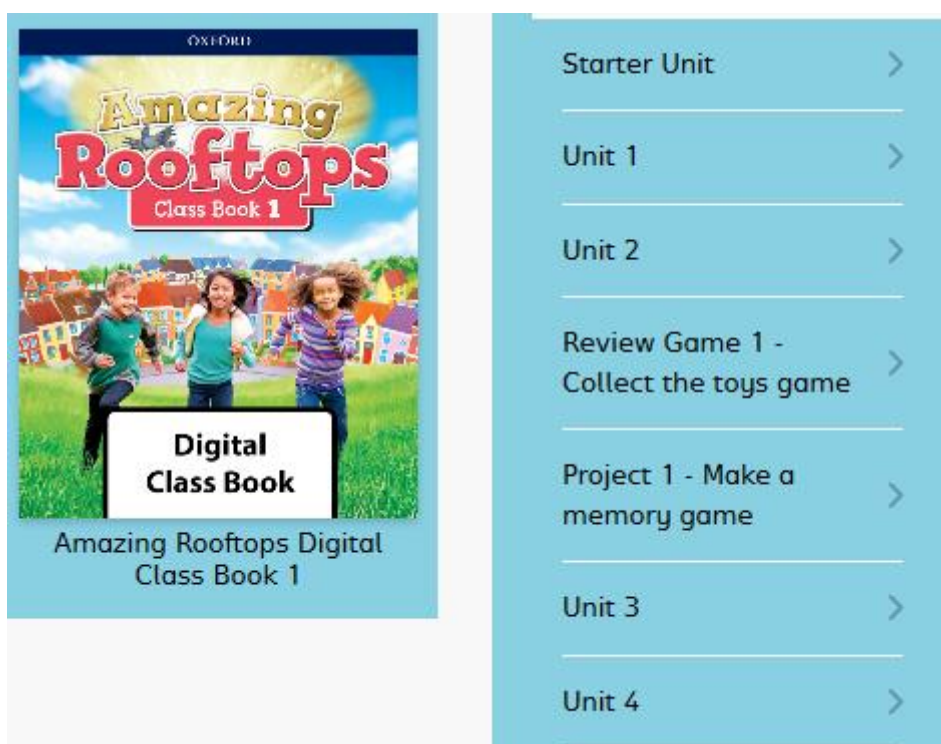 OXFORD
Amazing
Rooftops
Class Book 1
Digital
Class Book
Amazing Rooftops Digital
Class Book 1
Starter Unit
Unit 1
Unit 2
Review Game 1 -
Collect the toys game
Project 1 - Make a
memory game
Unit 3
Unit 4